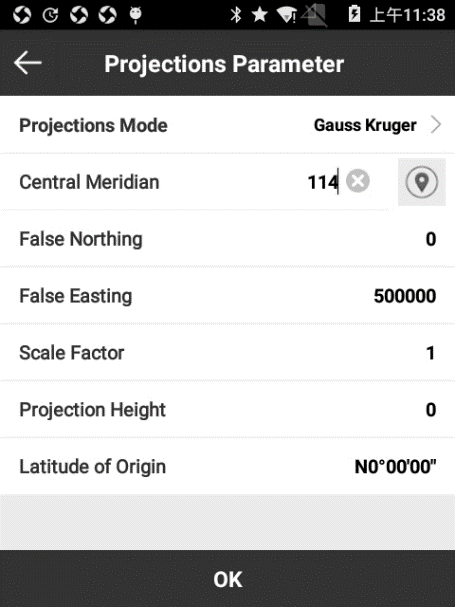 上午11:38
Projections Parameter
Projections Mode Gauss Kruger
Central Meridian 114
False Northing 0
False Easting 500000
Scale Factor 1
Projection Height 0
Latitude of Origin N0°00'00"
OK